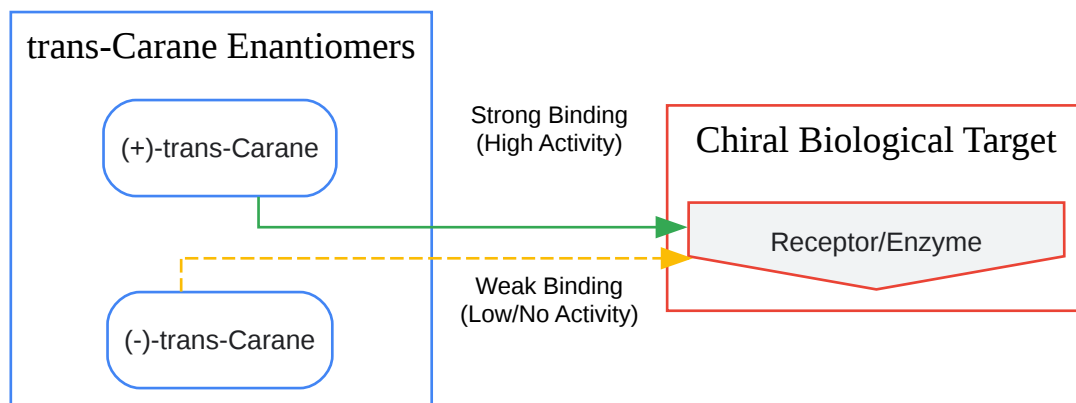 trans-Carane Enantiomers
(+)-trans-Carane
(-)-trans-Carane
Strong Binding
(High Activity)
Weak Binding
(Low/No Activity)
Chiral Biological Target
Receptor/Enzyme